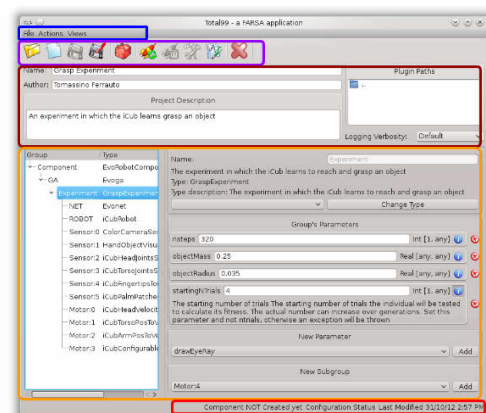 Total99 - a FARSA application
File Actions Views
Name: Grasp Experiment
Plugin Paths
Author: Tomassino Ferrauto
..
Project Description
An experiment in which the iCub learns grasp an object
Logging Verbosity: Default
Group Type
Name: Experiment
Component EvoRobotCompo
The experiment in which the iCub learns to reach and grasp an object
GA Evoga
Type: GraspExperiment
Experiment GraspExperimen
Type description: The experiment in which the iCub learns to reach and grasp an object
NET Evonet
Change Type
ROBOT iCubRobot
Group's Parameters
Sensor:0 ColorCameraSe
nsteps 320 Int [1, any]
Sensor:1 HandObjectVisu
objectMass 0.25 Real [any, any]
Sensor:2 iCubHeadJointsS
objectRadius 0.035 Real [any, any]
Sensor:3 iCubTorsoJointsS
startingNTrials 4 Int [1, any]
Sensor:4 iCubFingertipsTo
The starting number of trials The starting number of trials the individual will be tested
Sensor:5 iCubPalmPatche
to calculate its fitness. The actual number can increase over generations. Set this
Motor:0 iCubHeadVelocit
parameter and not ntrials, otherwise an exception will be thrown
Motor:1 iCubTorsoPosToV
New Parameter
Motor:2 iCubArmPosToVe
drawEyeRay Add
Motor:3 iCubConfigurabl
New Subgroup
Motor:4 Add
Component NOT Created yet Configuration Status Last Modified 31/10/12 2:57 PM